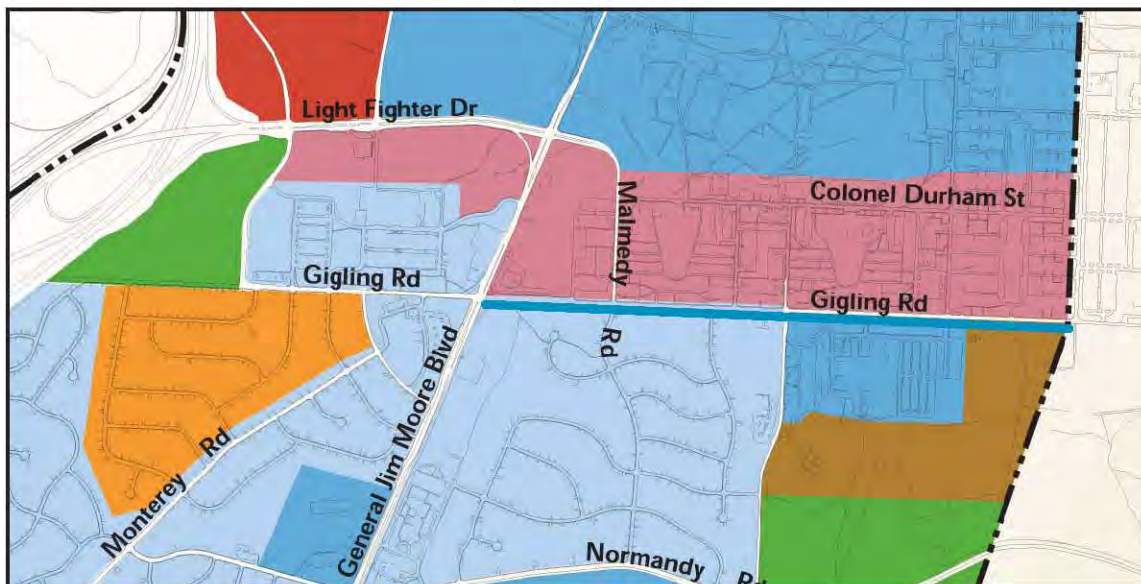 Light Fighter Dr
Colonel Durham St
Malmedy
Rd
Gigling Rd
Gigling Rd
General Jim Moore Blvd
Monterey Rd
Normandy Rd